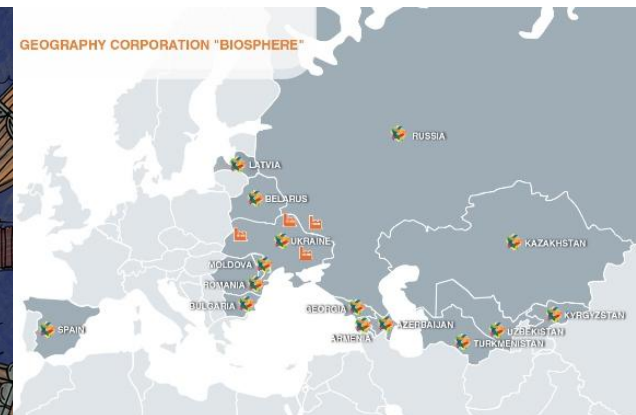 GEOGRAPHY CORPORATION "BIOSPHERE"
RUSSIA
LATVIA
BELARUS
UKRAINE
KAZAKHSTAN
MOLDOVA
ROMANIA
BULGARIA
GEORGIA
KYRGYZSTAN
SPAIN
AZERBAIJAN
UZBEKISTAN
ARMENIA
TURKMENISTAN